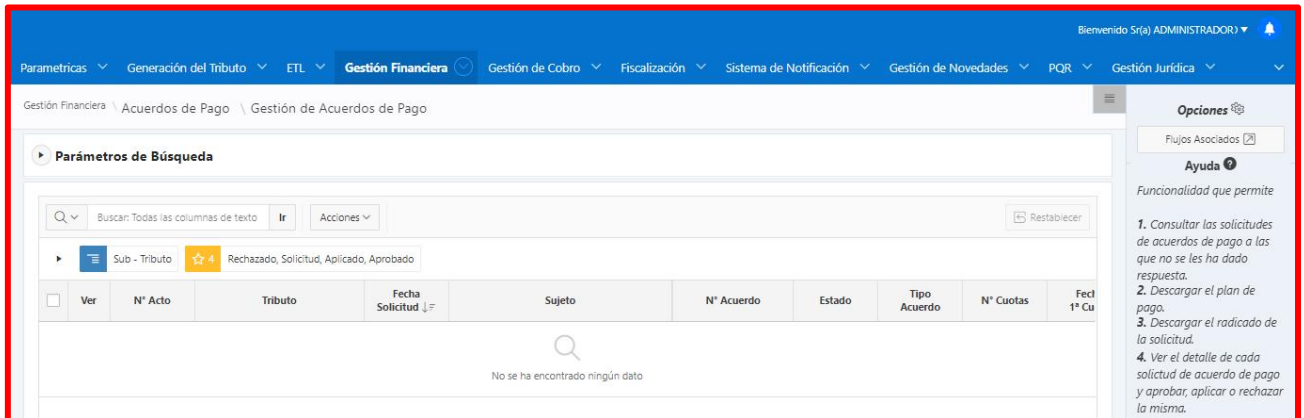 Bienvenido Sr(a) ADMINISTRADOR)
Parametricas Generación del Tributo ETL Gestión Financiera Gestión de Cobro Fiscalización Sistema de Notificación Gestión de Novedades PQR Gestión Jurídica
Gestión Financiera \ Acuerdos de Pago \ Gestión de Acuerdos de Pago
Parámetros de Búsqueda
Buscar: Todas las columnas de texto Ir Acciones Restablecer
Sub - Tributo 4 Rechazado, Solicitud, Aplicado, Aprobado
Ver N° Acto Tributo Fecha Solicitud Sujeto N° Acuerdo Estado Tipo Acuerdo N° Cuotas Fech 1ª Cu
No se ha encontrado ningún dato
Opciones
Flujos Asociados
Ayuda
Funcionalidad que permite
1. Consultar las solicitudes
de acuerdos de pago a las
que no se les ha dado
respuesta.
2. Descargar el plan de
pago.
3. Descargar el radicado de
la solicitud.
4. Ver el detalle de cada
solictud de acuerdo de pago
y aprobar, aplicar o rechazar
la misma.